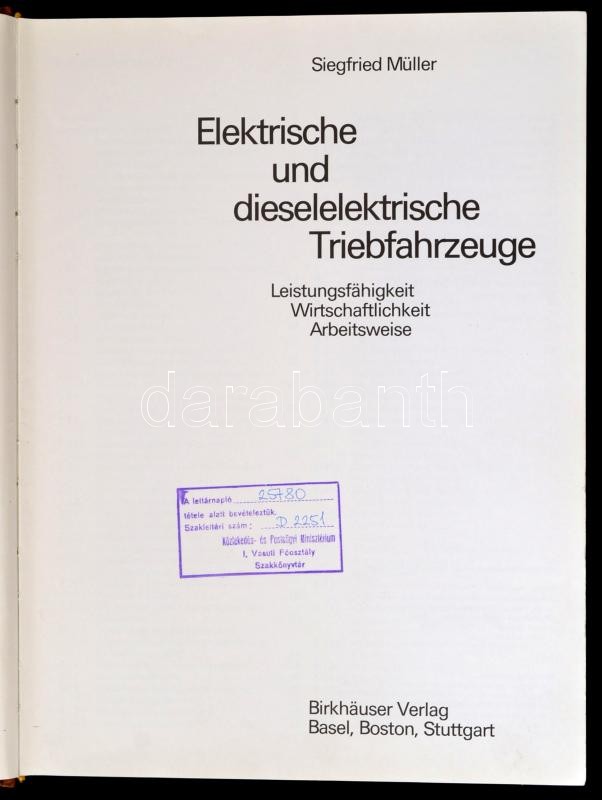 Siegfried Müller
Elektrische
und
dieselelektrische
Triebfahrzeuge
Leistungsfähigkeit
Wirtschaftlichkeit
Arbeitsweise
darabanth
A leltárnapló 25780
tétele alatt bevételeztük.
Szakleltári szám: D 2251
Közlekedés- és Postaügyi Minisztérium
I. Vasuti Főosztály
Szakkönyvtár
Birkhäuser Verlag
Basel, Boston, Stuttgart